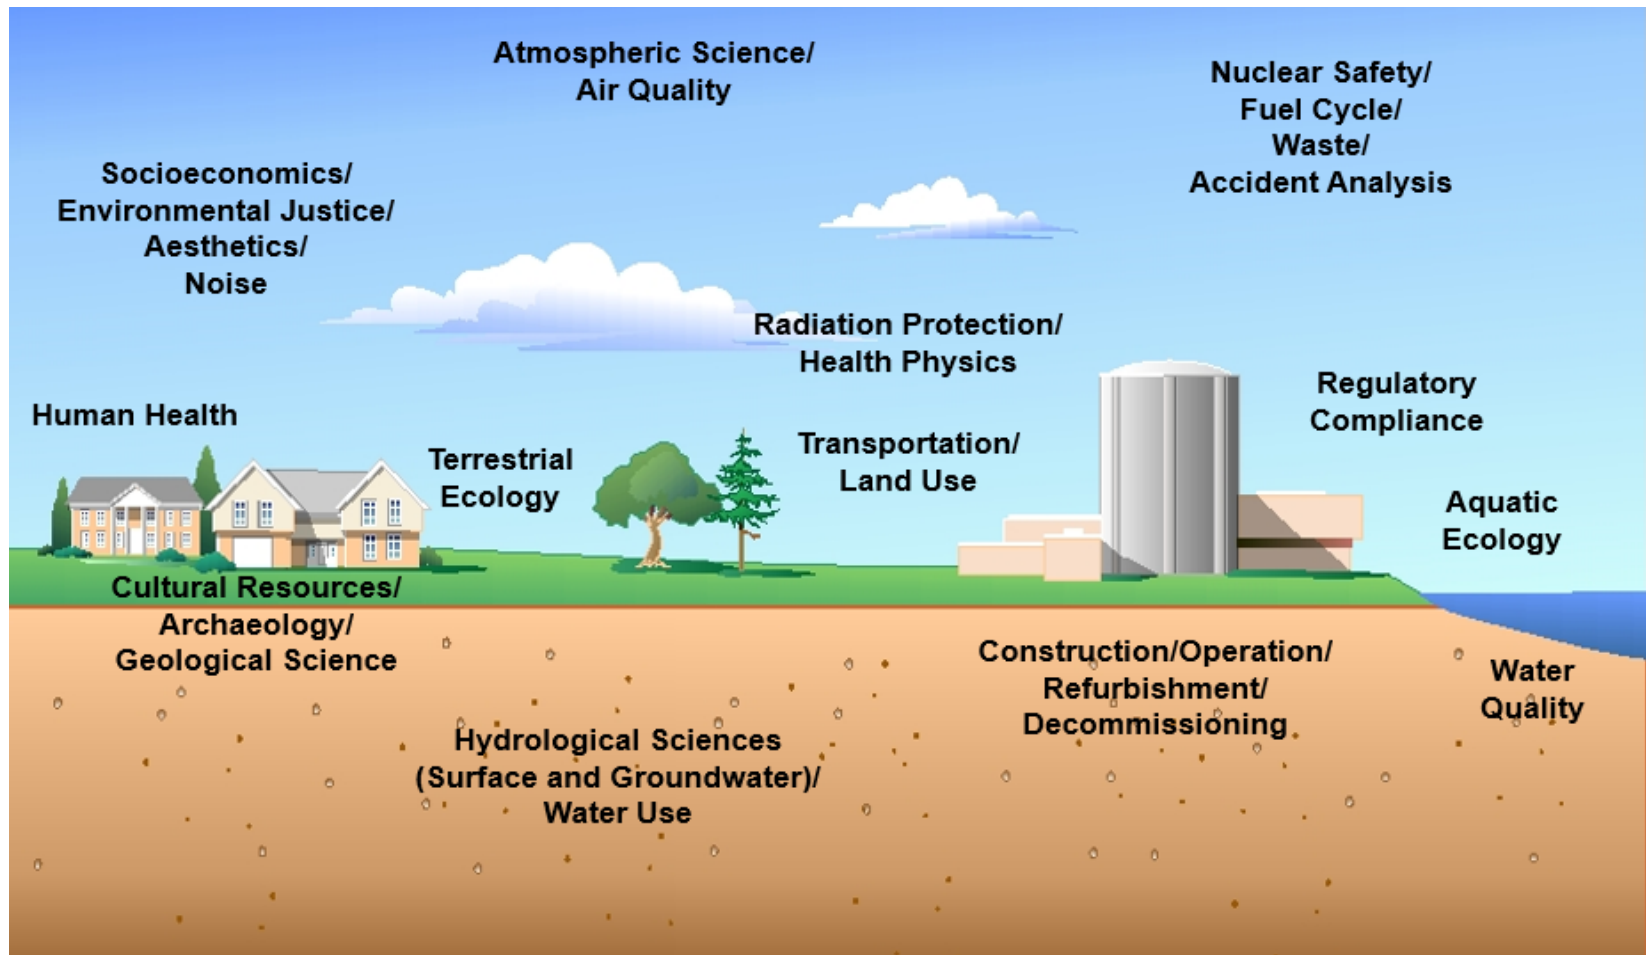 Atmospheric Science/
Air Quality
Nuclear Safety/
Fuel Cycle/
Waste/
Accident Analysis
Socioeconomics/
Environmental Justice/
Aesthetics/
Noise
Radiation Protection/
Health Physics
Regulatory
Compliance
Human Health
Terrestrial
Ecology
Transportation/
Land Use
Aquatic
Ecology
Cultural Resources/
Archaeology/
Geological Science
Construction/Operation/
Refurbishment/
Decommissioning
Water
Quality
Hydrological Sciences
(Surface and Groundwater)/
Water Use